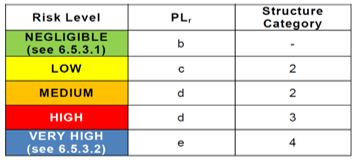 Risk Level PLr Structure Category
NEGLIGIBLE (see 6.5.3.1) b -
LOW c 2
MEDIUM d 2
HIGH d 3
VERY HIGH (see 6.5.3.2) e 4